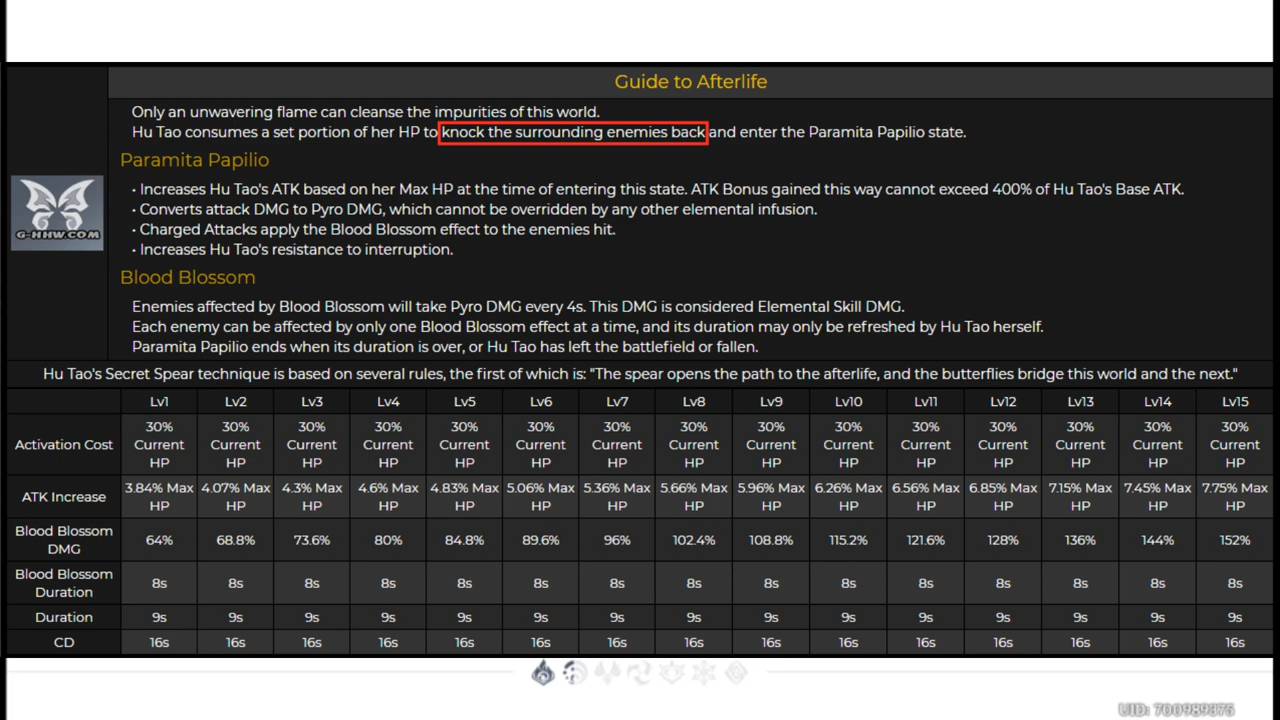 Guide to Afterlife
Only an unwavering flame can cleanse the impurities of this world.
Hu Tao consumes a set portion of her HP to knock the surrounding enemies back and enter the Paramita Papilio state.
Paramita Papilio
• Increases Hu Tao's ATK based on her Max HP at the time of entering this state. ATK Bonus gained this way cannot exceed 400% of Hu Tao's Base ATK.
• Converts attack DMG to Pyro DMG, which cannot be overridden by any other elemental infusion.
• Charged Attacks apply the Blood Blossom effect to the enemies hit.
• Increases Hu Tao's resistance to interruption.
G-HHW.COM
Blood Blossom
Enemies affected by Blood Blossom will take Pyro DMG every 4s. This DMG is considered Elemental Skill DMG.
Each enemy can be affected by only one Blood Blossom effect at a time, and its duration may only be refreshed by Hu Tao herself.
Paramita Papilio ends when its duration is over, or Hu Tao has left the battlefield or fallen.
Hu Tao's Secret Spear technique is based on several rules, the first of which is: "The spear opens the path to the afterlife, and the butterflies bridge this world and the next."
Lv1 Lv2 Lv3 Lv4 Lv5 Lv6 Lv7 Lv8 Lv9 Lv10 Lv11 Lv12 Lv13 Lv14 Lv15
30% 30% 30% 30% 30% 30% 30% 30% 30% 30% 30% 30% 30% 30% 30%
Activation Cost Current Current Current Current Current Current Current Current Current Current Current Current Current Current Current
HP HP HP HP HP HP HP HP HP HP HP HP HP HP HP
ATK Increase 3.84% Max 4.07% Max 4.3% Max 4.6% Max 4.83% Max 5.06% Max 5.36% Max 5.66% Max 5.96% Max 6.26% Max 6.56% Max 6.85% Max 7.15% Max 7.45% Max 7.75% Max
HP HP HP HP HP HP HP HP HP HP HP HP HP HP HP
Blood Blossom
DMG 64% 68.8% 73.6% 80% 84.8% 89.6% 96% 102.4% 108.8% 115.2% 121.6% 128% 136% 144% 152%
Blood Blossom
Duration 8s 8s 8s 8s 8s 8s 8s 8s 8s 8s 8s 8s 8s 8s 8s
Duration 9s 9s 9s 9s 9s 9s 9s 9s 9s 9s 9s 9s 9s 9s 9s
CD 16s 16s 16s 16s 16s 16s 16s 16s 16s 16s 16s 16s 16s 16s 16s
UID: 700989875